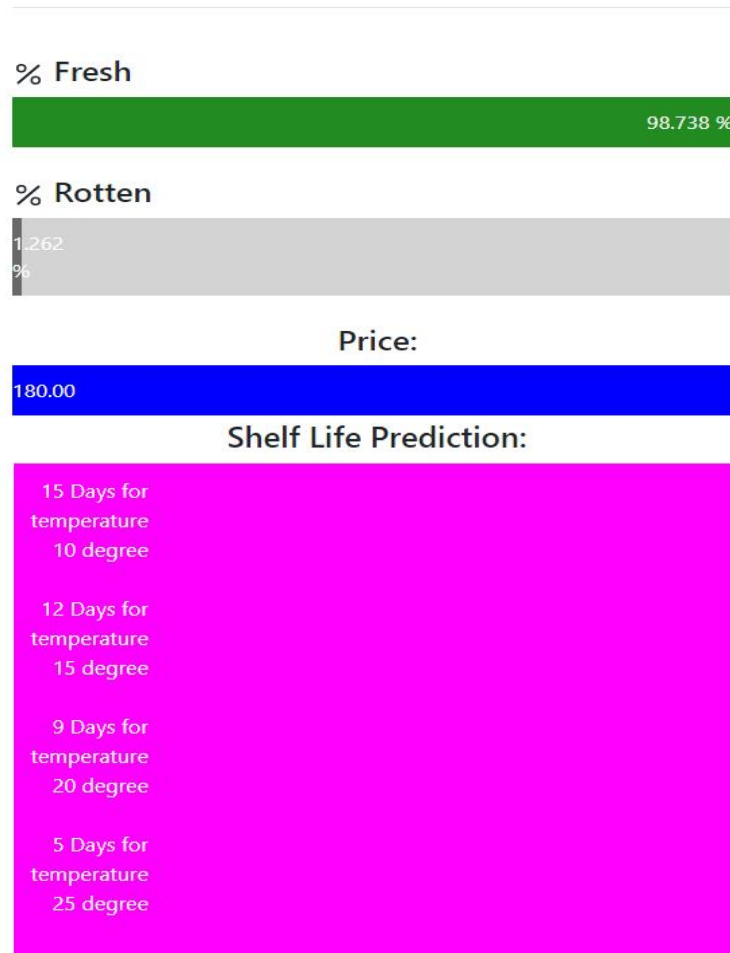 % Fresh
98.738 %
% Rotten
1.262
%
Price:
180.00
Shelf Life Prediction:
15 Days for
temperature
10 degree
12 Days for
temperature
15 degree
9 Days for
temperature
20 degree
5 Days for
temperature
25 degree